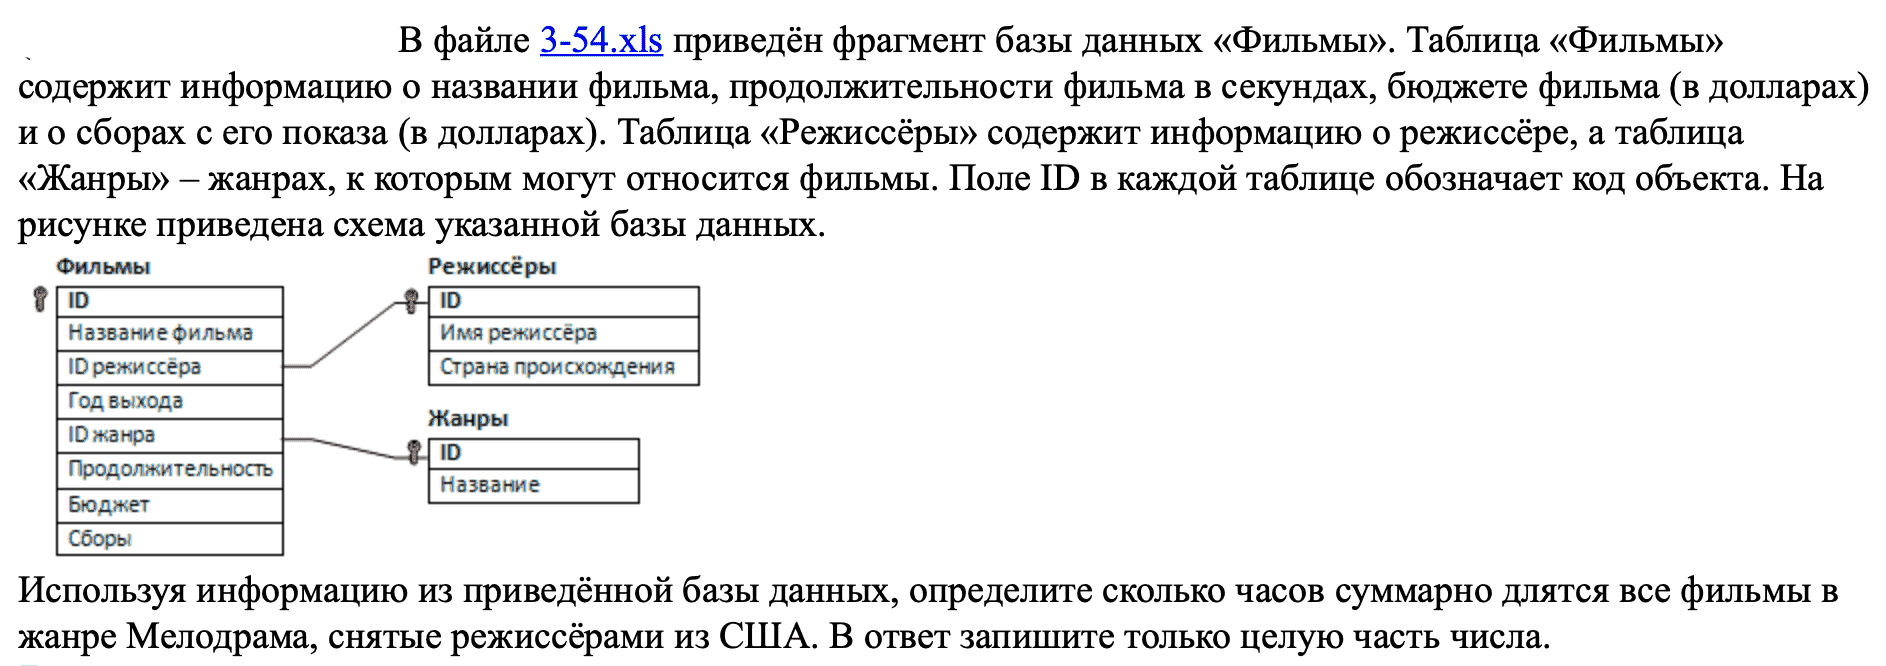 В файле 3-54.xls приведён фрагмент базы данных «Фильмы». Таблица «Фильмы»
содержит информацию о названии фильма, продолжительности фильма в секундах, бюджете фильма (в долларах)
и о сборах с его показа (в долларах). Таблица «Режиссёры» содержит информацию о режиссёре, а таблица
«Жанры» – жанрах, к которым могут относится фильмы. Поле ID в каждой таблице обозначает код объекта. На
рисунке приведена схема указанной базы данных.
Фильмы
ID
Название фильма
ID режиссёра
Год выхода
ID жанра
Продолжительность
Бюджет
Сборы
Режиссёры
ID
Имя режиссёра
Страна происхождения
Жанры
ID
Название
Используя информацию из приведённой базы данных, определите сколько часов суммарно длятся все фильмы в
жанре Мелодрама, снятые режиссёрами из США. В ответ запишите только целую часть числа.